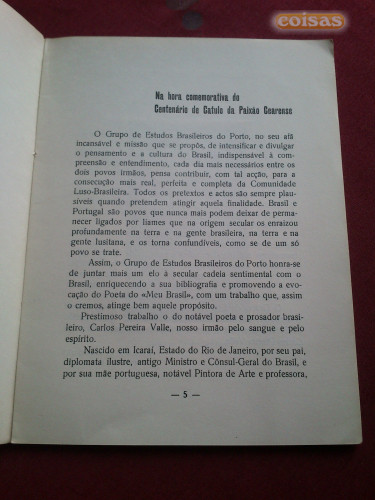 coisas
Na hora comemorativa do
Centenário de Catulo da Paixão Cearense
O Grupo de Estudos Brasileiros do Porto, no seu afã
incansável e missão que se propôs, de intensificar e divulgar
o pensamento e a cultura do Brasil, indispensável à com-
preensão e entendimento, cada dia mais necessários entre os
dois povos irmãos, pensa contribuir, com tal acção, para a
consecução mais real, perfeita e completa da Comunidade
Luso-Brasileira. Todos os pretextos e actos são sempre plau-
síveis quando pretendem atingir aquela finalidade. Brasil e
Portugal são povos que nunca mais podem deixar de perma-
necer ligados por liames que na origem secular os enraizou
profundamente na terra e na gente brasileira, na terra e na
gente lusitana, e os torna confundíveis, como se de um só
povo se trate.
Assim, o Grupo de Estudos Brasileiros do Porto honra-se
de juntar mais um elo à secular cadeia sentimental com o
Brasil, enriquecendo a sua bibliografia e promovendo a evo-
cação do Poeta do «Meu Brasil», com um trabalho que, assim
o cremos, atinge bem aquele propósito.
Prestimoso trabalho o do notável poeta e prosador brasi-
leiro, Carlos Pereira Valle, nosso irmão pelo sangue e pelo
espírito.
Nascido em Icaraí, Estado do Rio de Janeiro, por seu pai,
diplomata ilustre, antigo Ministro e Cônsul-Geral do Brasil, e
por sua mãe portuguesa, notável Pintora de Arte e professora,
— 5 —